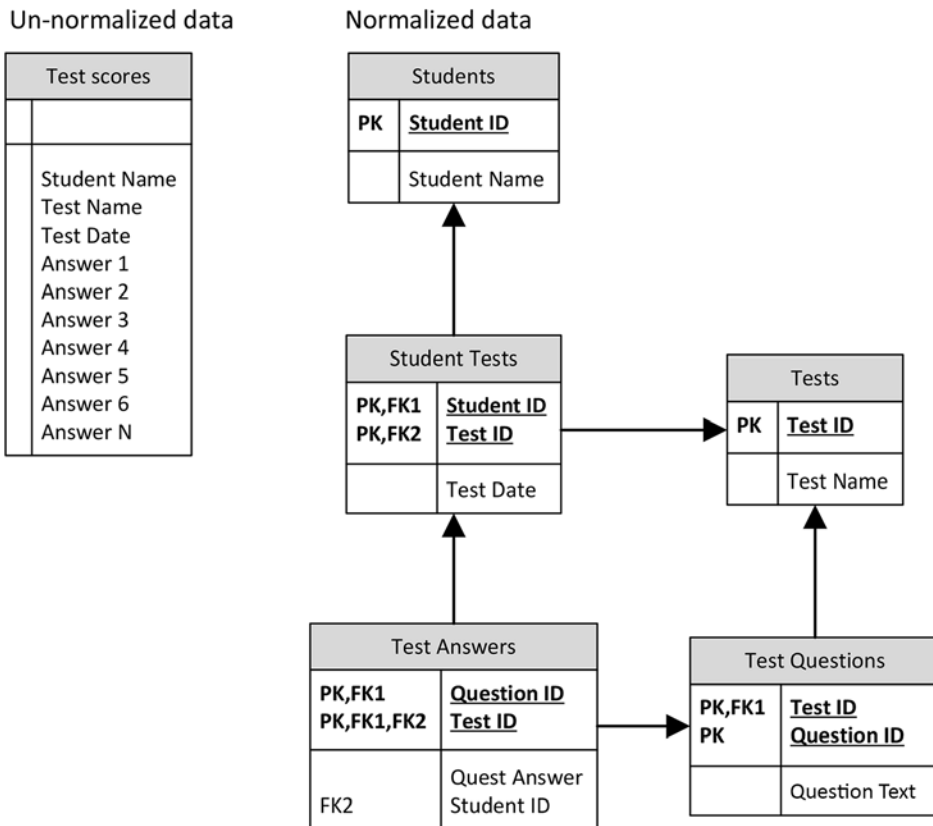 Un-normalized data
Normalized data
Test scores
Student Name
Test Name
Test Date
Answer 1
Answer 2
Answer 3
Answer 4
Answer 5
Answer 6
Answer N
Students
PK Student ID
Student Name
Student Tests
PK,FK1 Student ID
PK,FK2 Test ID
Test Date
Tests
PK Test ID
Test Name
Test Answers
PK,FK1 Question ID
PK,FK1,FK2 Test ID
Quest Answer
FK2 Student ID
Test Questions
PK,FK1 Test ID
PK Question ID
Question Text